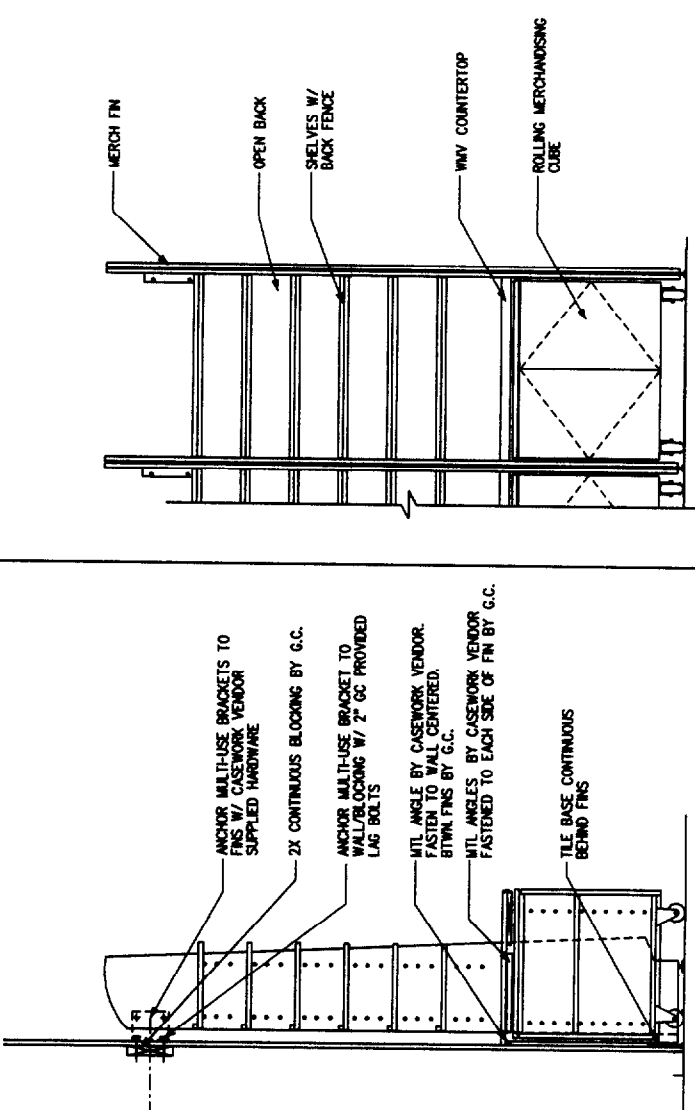 MERCH FIN
OPEN BACK
SHELVES W/
BACK FENCE
WMV COUNTERTOP
ROLLING MERCHANDISING
CUBE
ANCHOR MULTI-USE BRACKETS TO
FINS W/ CASEWORK VENDOR
SUPPLIED HARDWARE
2X CONTINUOUS BLOCKING BY G.C.
ANCHOR MULTI-USE BRACKET TO
WALL/BLOCKING W/ 2" GC PROVIDED
LAG BOLTS
MTL ANGLE BY CASEWORK VENDOR.
FASTEN TO WALL CENTERED.
BTWN. FINS BY G.C.
MTL ANGLES BY CASEWORK VENDOR
FASTENED TO EACH SIDE OF FIN BY G.C.
TILE BASE CONTINUOUS
BEHIND FINS